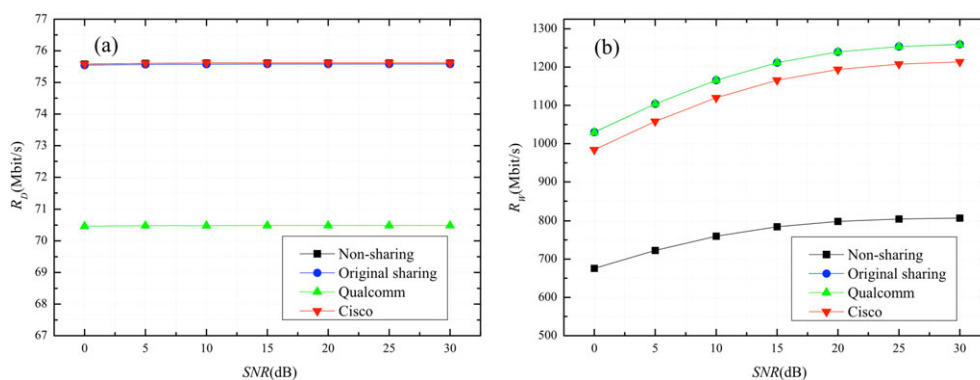 (a)
77
76
75
74
73
72
71
70
69
68
67
R_D(Mbit/s)
Non-sharing
Original sharing
Qualcomm
Cisco
0 5 10 15 20 25 30
SNR(dB)
(b)
1300
1200
1100
1000
900
800
700
600
500
R_W(Mbit/s)
Non-sharing
Original sharing
Qualcomm
Cisco
0 5 10 15 20 25 30
SNR(dB)